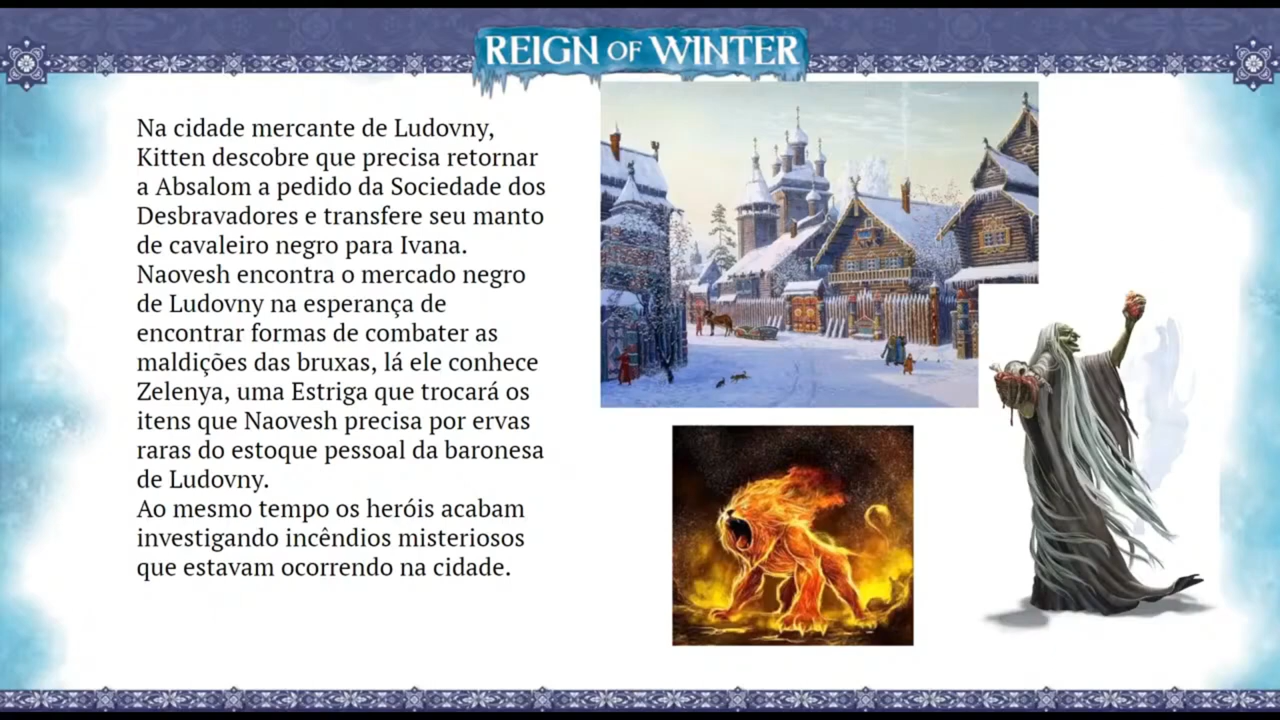 REIGN OF WINTER
Na cidade mercante de Ludovny,
Kitten descobre que precisa retornar
a Absalom a pedido da Sociedade dos
Desbravadores e transfere seu manto
de cavaleiro negro para Ivana.
Naovesh encontra o mercado negro
de Ludovny na esperança de
encontrar formas de combater as
maldições das bruxas, lá ele conhece
Zelenya, uma Estriga que trocará os
itens que Naovesh precisa por ervas
raras do estoque pessoal da baronesa
de Ludovny.
Ao mesmo tempo os heróis acabam
investigando incêndios misteriosos
que estavam ocorrendo na cidade.